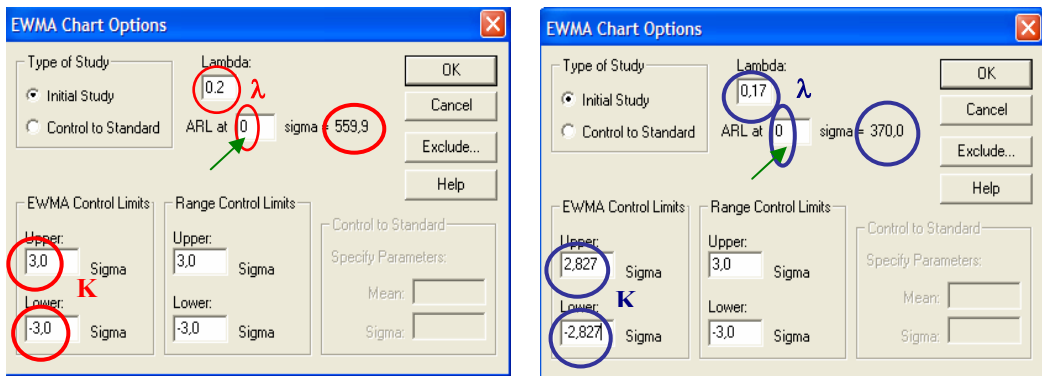 EWMA Chart Options
Type of Study
Initial Study
Control to Standard
Lambda:
0.2 λ
ARL at 0 sigma = 559,9
OK
Cancel
Exclude...
Help
EWMA Control Limits
Upper:
3,0 Sigma
K
Lower:
-3,0 Sigma
Range Control Limits
Upper:
3,0 Sigma
Lower:
-3,0 Sigma
Control to Standard
Specify Parameters:
Mean:
Sigma:
EWMA Chart Options
Type of Study
Initial Study
Control to Standard
Lambda:
0,17 λ
ARL at 0 sigma = 370,0
OK
Cancel
Exclude...
Help
EWMA Control Limits
Upper:
2,827 Sigma
K
Lower:
-2,827 Sigma
Range Control Limits
Upper:
3,0 Sigma
Lower:
-3,0 Sigma
Control to Standard
Specify Parameters:
Mean:
Sigma: